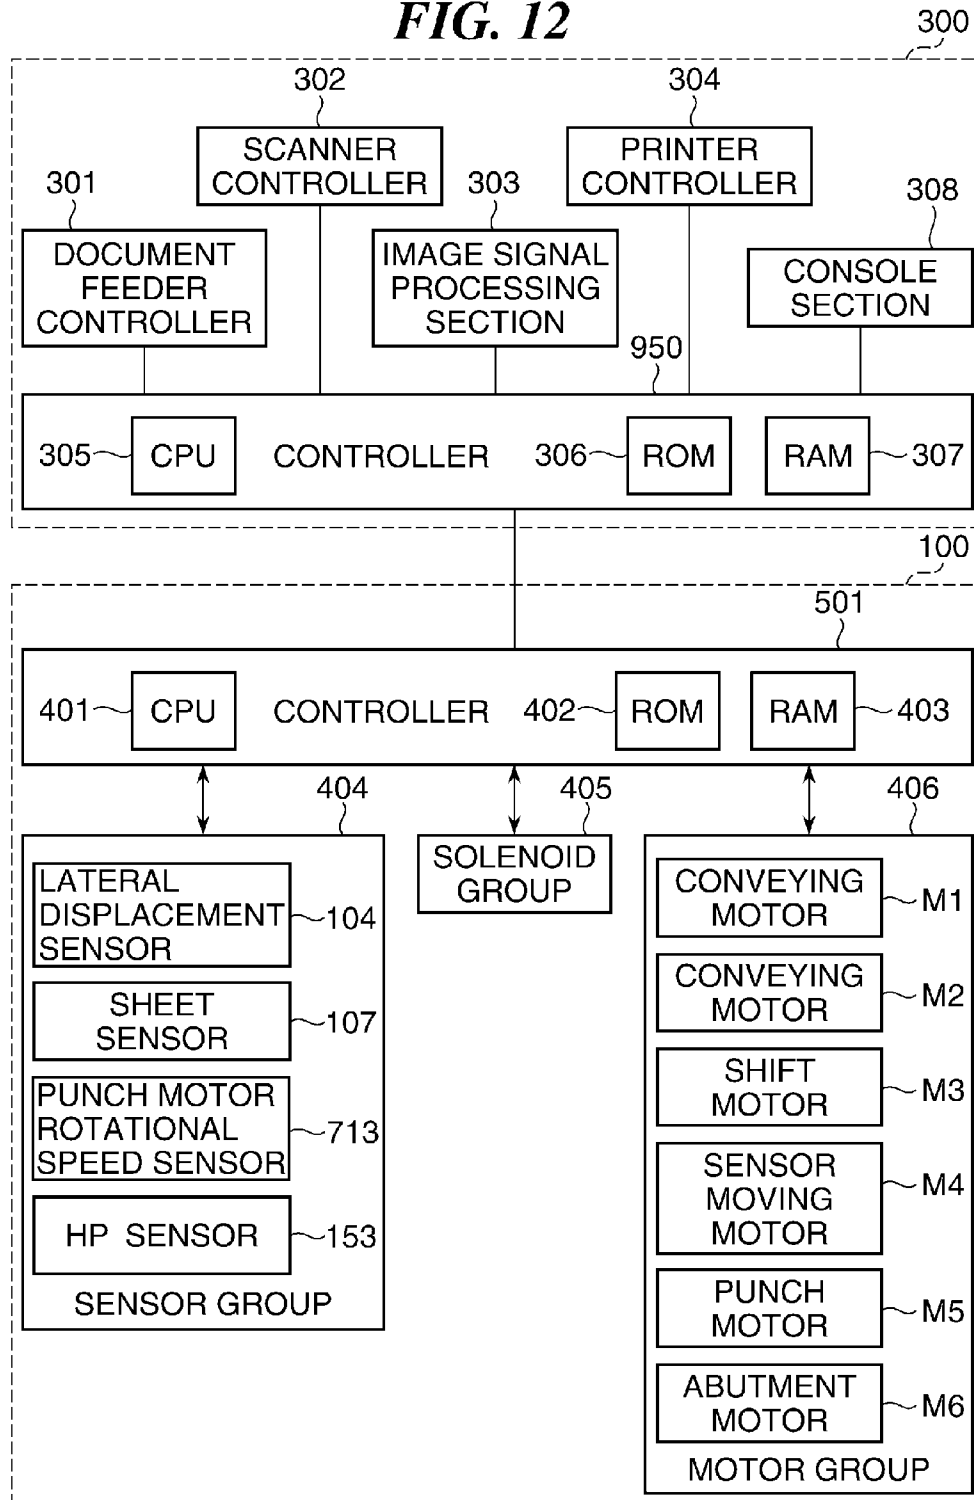 FIG. 12
300
302
304
SCANNER
CONTROLLER
PRINTER
CONTROLLER
301
303
308
DOCUMENT
FEEDER
CONTROLLER
IMAGE SIGNAL
PROCESSING
SECTION
CONSOLE
SECTION
950
305
CPU
CONTROLLER
306
ROM
RAM
307
100
501
401
CPU
CONTROLLER
402
ROM
RAM
403
404
405
406
LATERAL
DISPLACEMENT
SENSOR
104
SHEET
SENSOR
107
PUNCH MOTOR
ROTATIONAL
SPEED SENSOR
713
HP SENSOR
153
SENSOR GROUP
SOLENOID
GROUP
CONVEYING
MOTOR
M1
CONVEYING
MOTOR
M2
SHIFT
MOTOR
M3
SENSOR
MOVING
MOTOR
M4
PUNCH
MOTOR
M5
ABUTMENT
MOTOR
M6
MOTOR GROUP